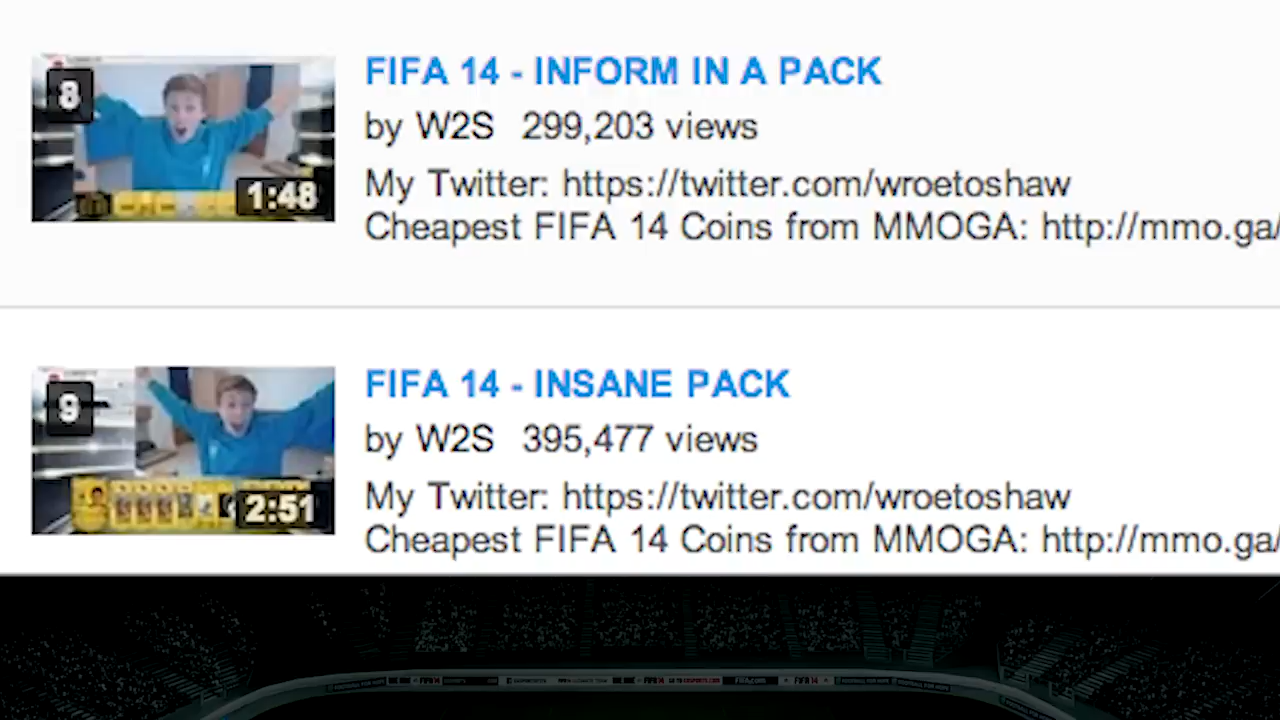 8
FIFA 14 - INFORM IN A PACK
by W2S 299,203 views
1:48
My Twitter: https://twitter.com/wroetoshaw
Cheapest FIFA 14 Coins from MMOGA: http://mmo.ga/
9
FIFA 14 - INSANE PACK
by W2S 395,477 views
2:51
My Twitter: https://twitter.com/wroetoshaw
Cheapest FIFA 14 Coins from MMOGA: http://mmo.ga/